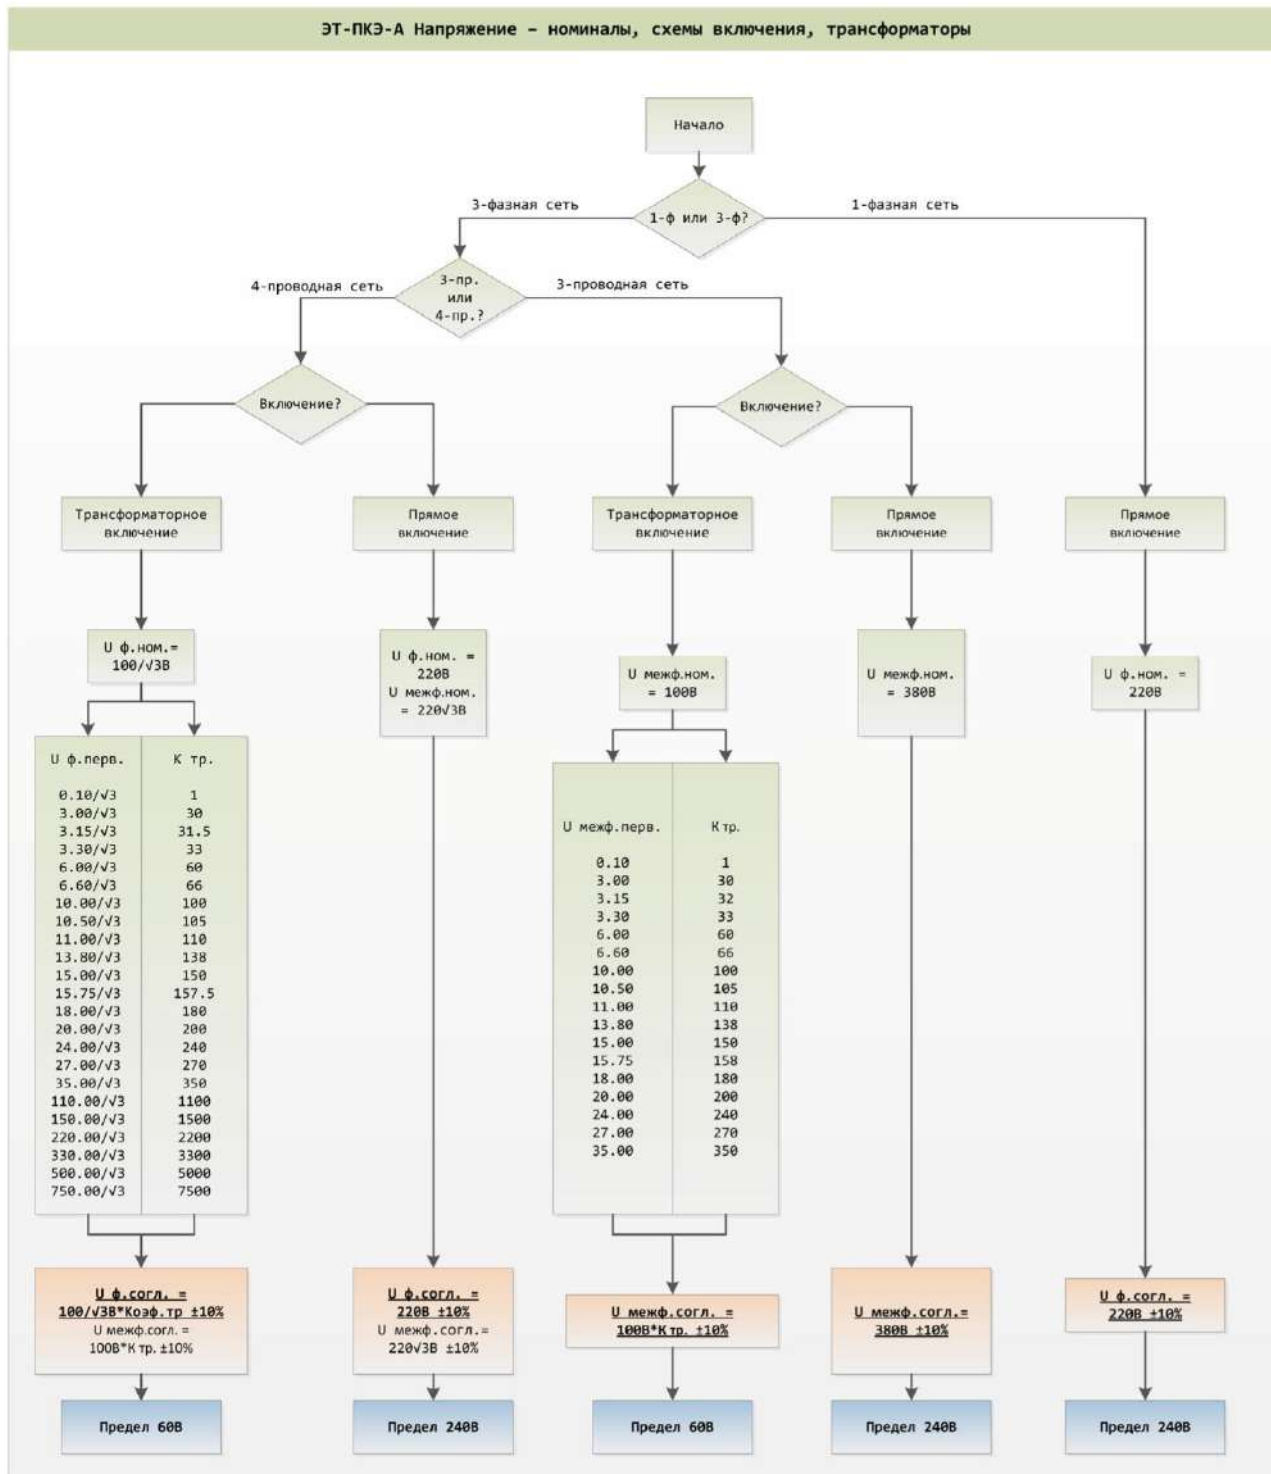 ЭТ-ПКЭ-А Напряжение – номиналы, схемы включения, трансформаторы
Начало
1-ф или 3-ф?
3-фазная сеть
1-фазная сеть
3-пр.
или
4-пр.?
4-проводная сеть
3-проводная сеть
Включение?
Включение?
Трансформаторное
включение
Прямое
включение
Трансформаторное
включение
Прямое
включение
Прямое
включение
U ф.ном.=
100/√3В
U ф.ном. =
220В
U межф.ном.
= 220√3В
U межф.ном.
= 100В
U межф.ном.
= 380В
U ф.ном. =
220В
U ф.перв. К тр.
0.10/√3 1
3.00/√3 30
3.15/√3 31.5
3.30/√3 33
6.00/√3 60
6.60/√3 66
10.00/√3 100
10.50/√3 105
11.00/√3 110
13.80/√3 138
15.00/√3 150
15.75/√3 157.5
18.00/√3 180
20.00/√3 200
24.00/√3 240
27.00/√3 270
35.00/√3 350
110.00/√3 1100
150.00/√3 1500
220.00/√3 2200
330.00/√3 3300
500.00/√3 5000
750.00/√3 7500
U межф.перв. К тр.
0.10 1
3.00 30
3.15 32
3.30 33
6.00 60
6.60 66
10.00 100
10.50 105
11.00 110
13.80 138
15.00 150
15.75 158
18.00 180
20.00 200
24.00 240
27.00 270
35.00 350
U ф.согл. =
100/√3В*Коэф.тр ±10%
U межф.согл. =
100В*К тр. ±10%
U ф.согл. =
220В ±10%
U межф.согл.=
220√3В ±10%
U межф.согл. =
100В*К тр. ±10%
U межф.согл.=
380В ±10%
U ф.согл. =
220В ±10%
Предел 60В
Предел 240В
Предел 60В
Предел 240В
Предел 240В